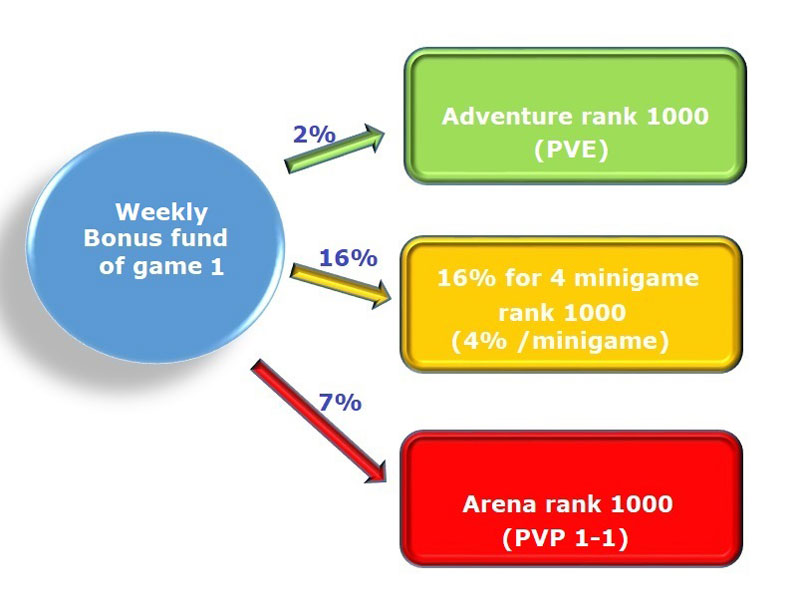 Weekly
Bonus fund
of game 1
2%
Adventure rank 1000
(PVE)
16%
16% for 4 minigame
rank 1000
(4% /minigame)
7%
Arena rank 1000
(PVP 1-1)